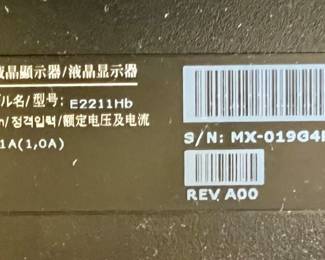 液晶顯示器/液晶显示器
ル名/型号: E2211Hb
정격입력/额定电压及电流
1A(1,0A)
S/N: MX-019G4
REV A00